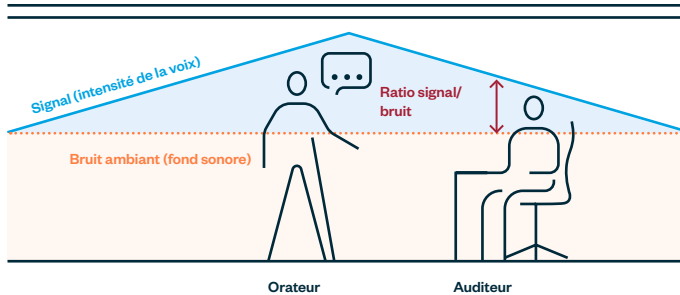 Signal (intensité de la voix)
Ratio signal/
bruit
Bruit ambiant (fond sonore)
Orateur
Auditeur